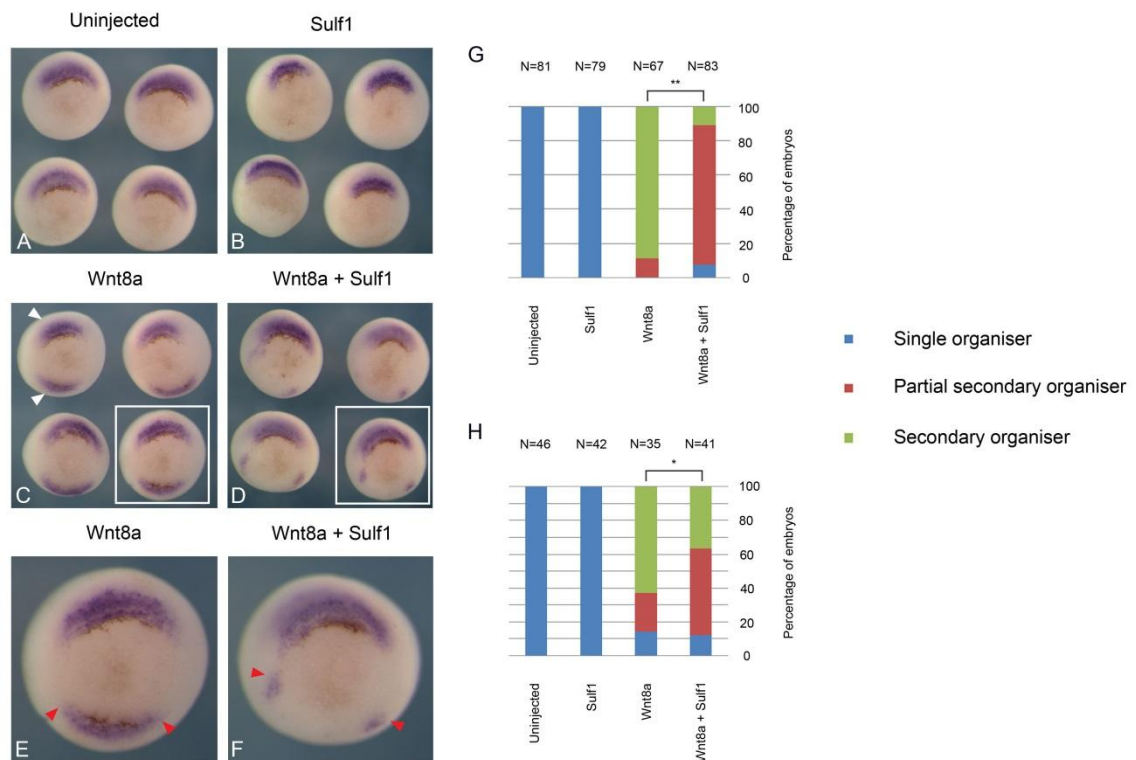 Uninjected
Sulf1
A
B
Wnt8a
Wnt8a + Sulf1
C
D
Wnt8a
Wnt8a + Sulf1
E
F
G
N=81 N=79 N=67 N=83
**
100
80
60
40
20
0
Percentage of embryos
Uninjected
Sulf1
Wnt8a
Wnt8a + Sulf1
H
N=46 N=42 N=35 N=41
*
100
80
60
40
20
0
Percentage of embryos
Uninjected
Sulf1
Wnt8a
Wnt8a + Sulf1
Single organiser
Partial secondary organiser
Secondary organiser